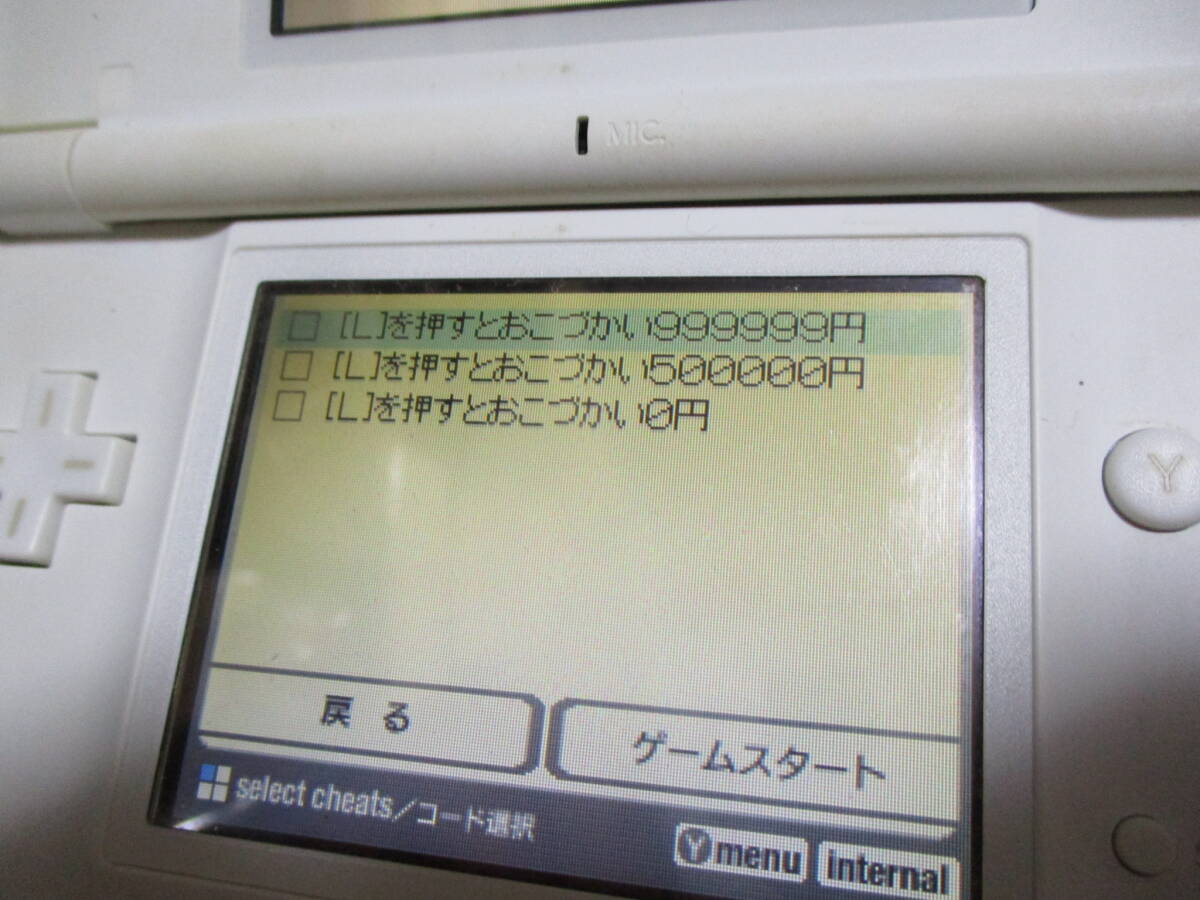 MIC.
[L]を押すとおこづかい999999円
[L]を押すとおこづかい500000円
[L]を押すとおこづかい0円
戻る
ゲームスタート
select cheats/コード選択
Y menu
internal
Y